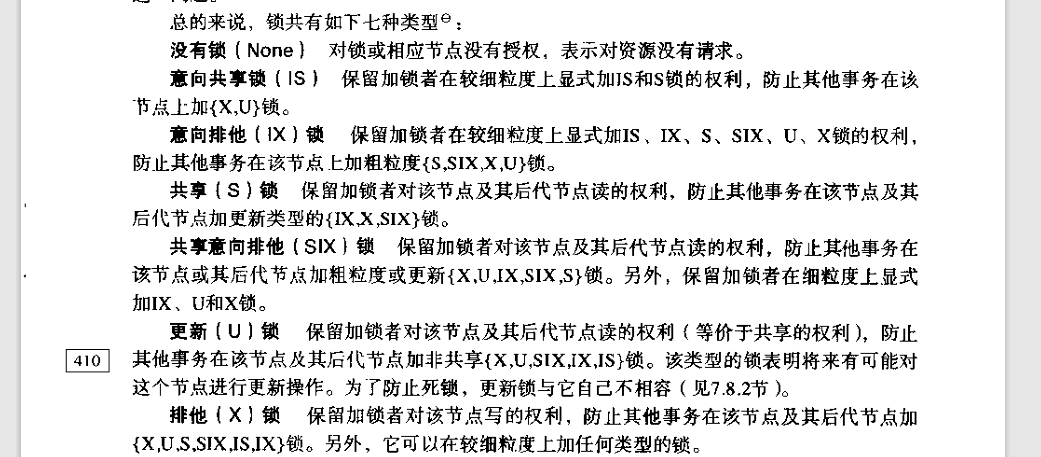 总的来说，锁共有如下七种类型⊖：
没有锁（None） 对锁或相应节点没有授权，表示对资源没有请求。
意向共享锁（IS） 保留加锁者在较细粒度上显式加IS和S锁的权利，防止其他事务在该
节点上加{X,U}锁。
意向排他（IX）锁 保留加锁者在较细粒度上显式加IS、IX、S、SIX、U、X锁的权利，
防止其他事务在该节点上加粗粒度{S,SIX,X,U}锁。
共享（S）锁 保留加锁者对该节点及其后代节点读的权利，防止其他事务在该节点及其
后代节点加更新类型的{IX,X,SIX}锁。
共享意向排他（SIX）锁 保留加锁者对该节点及其后代节点读的权利，防止其他事务在
该节点或其后代节点加粗粒度或更新{X,U,IX,SIX,S}锁。另外，保留加锁者在细粒度上显式
加IX、U和X锁。
更新（U）锁 保留加锁者对该节点及其后代节点读的权利（等价于共享的权利），防止
410 其他事务在该节点及其后代节点加非共享{X,U,SIX,IX,IS}锁。该类型的锁表明将来有可能对
这个节点进行更新操作。为了防止死锁，更新锁与它自己不相容（见7.8.2节）。
排他（X）锁 保留加锁者对该节点写的权利，防止其他事务在该节点及其后代节点加
{X,U,S,SIX,IS,IX}锁。另外，它可以在较细粒度上加任何类型的锁。